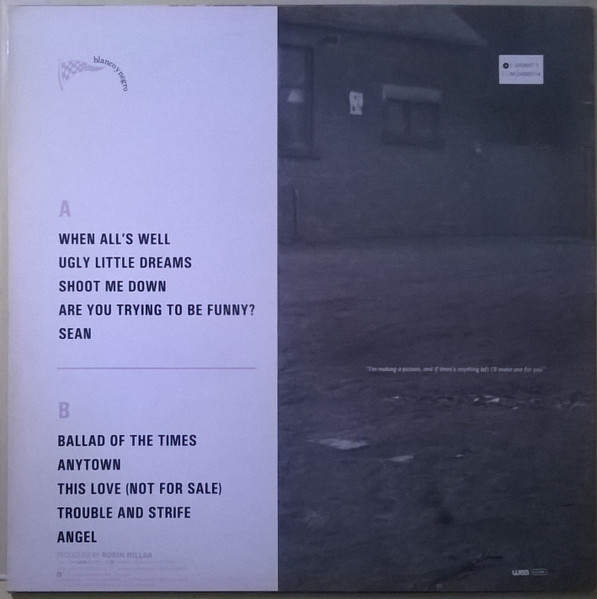 blanco y negro
A
WHEN ALL'S WELL
UGLY LITTLE DREAMS
SHOOT ME DOWN
ARE YOU TRYING TO BE FUNNY?
SEAN
"I'm making a picture, and if there's anything left I'll make one for you"
B
BALLAD OF THE TIMES
ANYTOWN
THIS LOVE (NOT FOR SALE)
TROUBLE AND STRIFE
ANGEL
PRODUCED BY ROBIN MILLAR
wea